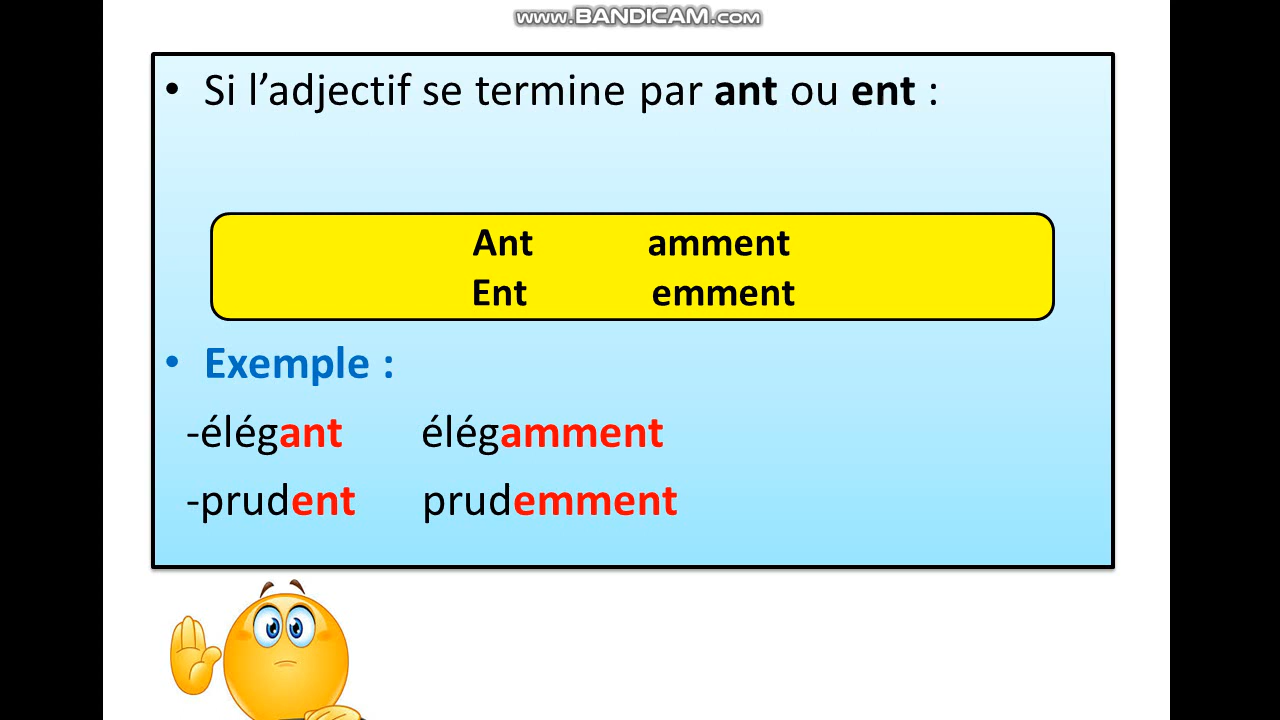 www.BANDICAM.com
• Si l’adjectif se termine par ant ou ent :
Ant amment
Ent emment
• Exemple :
-élégant élégamment
-prudent prudemment